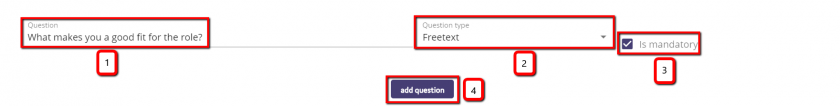 Question
What makes you a good fit for the role?
1
Question type
Freetext
2
Is mandatory
3
add question
4